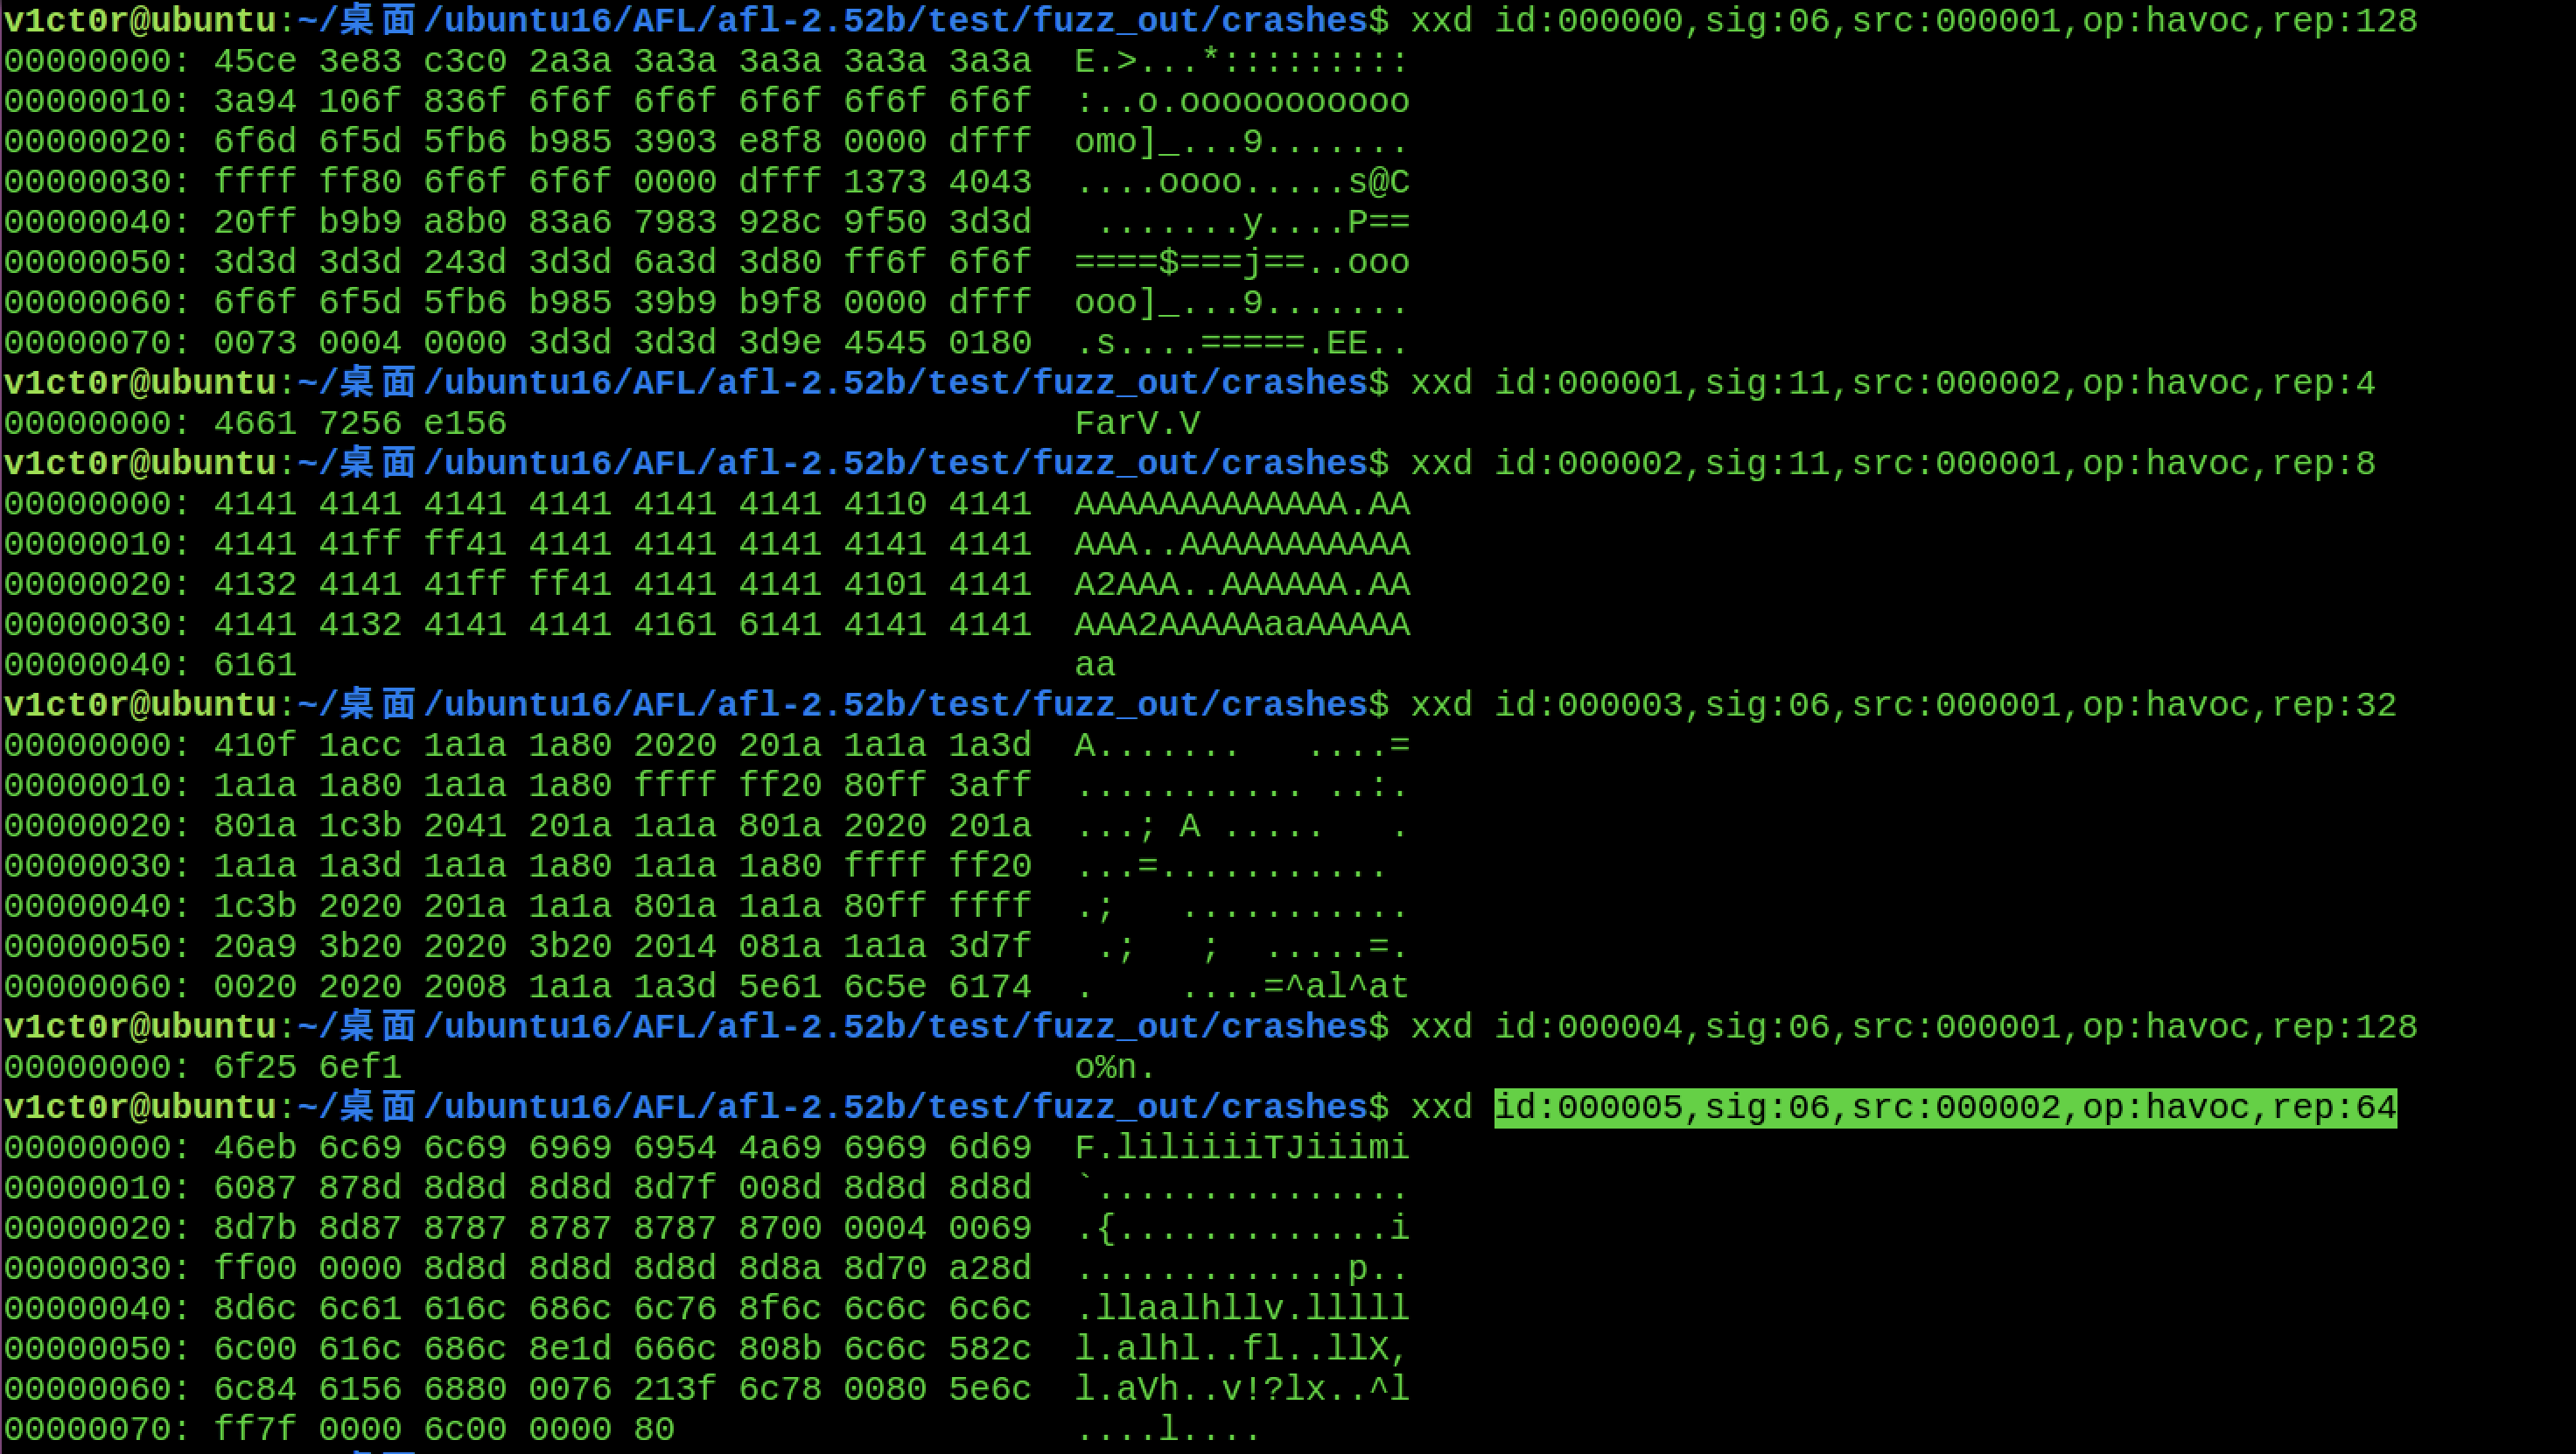 v1ct0r@ubuntu:~/桌面/ubuntu16/AFL/afl-2.52b/test/fuzz_out/crashes$ xxd id:000000,sig:06,src:000001,op:havoc,rep:128
00000000: 45ce 3e83 c3c0 2a3a 3a3a 3a3a 3a3a 3a3a  E.>...*:::::::::
00000010: 3a94 106f 836f 6f6f 6f6f 6f6f 6f6f 6f6f  :..o.ooooooooooo
00000020: 6f6d 6f5d 5fb6 b985 3903 e8f8 0000 dfff  omo]_...9.......
00000030: ffff ff80 6f6f 6f6f 0000 dfff 1373 4043  ....oooo.....s@C
00000040: 20ff b9b9 a8b0 83a6 7983 928c 9f50 3d3d   .......y....P==
00000050: 3d3d 3d3d 243d 3d3d 6a3d 3d80 ff6f 6f6f  ====$===j==..ooo
00000060: 6f6f 6f5d 5fb6 b985 39b9 b9f8 0000 dfff  ooo]_...9.......
00000070: 0073 0004 0000 3d3d 3d3d 3d9e 4545 0180  .s....=====.EE..
v1ct0r@ubuntu:~/桌面/ubuntu16/AFL/afl-2.52b/test/fuzz_out/crashes$ xxd id:000001,sig:11,src:000002,op:havoc,rep:4
00000000: 4661 7256 e156                           FarV.V
v1ct0r@ubuntu:~/桌面/ubuntu16/AFL/afl-2.52b/test/fuzz_out/crashes$ xxd id:000002,sig:11,src:000001,op:havoc,rep:8
00000000: 4141 4141 4141 4141 4141 4141 4110 4141  AAAAAAAAAAAAA.AA
00000010: 4141 41ff ff41 4141 4141 4141 4141 4141  AAA..AAAAAAAAAAA
00000020: 4132 4141 41ff ff41 4141 4141 4101 4141  A2AAA..AAAAAA.AA
00000030: 4141 4132 4141 4141 4161 6141 4141 4141  AAA2AAAAAaaAAAAA
00000040: 6161                                     aa
v1ct0r@ubuntu:~/桌面/ubuntu16/AFL/afl-2.52b/test/fuzz_out/crashes$ xxd id:000003,sig:06,src:000001,op:havoc,rep:32
00000000: 410f 1acc 1a1a 1a80 2020 201a 1a1a 1a3d  A.......   ....=
00000010: 1a1a 1a80 1a1a 1a80 ffff ff20 80ff 3aff  ........... ..:.
00000020: 801a 1c3b 2041 201a 1a1a 801a 2020 201a  ...; A .....   .
00000030: 1a1a 1a3d 1a1a 1a80 1a1a 1a80 ffff ff20  ...=...........
00000040: 1c3b 2020 201a 1a1a 801a 1a1a 80ff ffff  .;   ...........
00000050: 20a9 3b20 2020 3b20 2014 081a 1a1a 3d7f   .;   ;  .....=.
00000060: 0020 2020 2008 1a1a 1a3d 5e61 6c5e 6174  .    ....=^al^at
v1ct0r@ubuntu:~/桌面/ubuntu16/AFL/afl-2.52b/test/fuzz_out/crashes$ xxd id:000004,sig:06,src:000001,op:havoc,rep:128
00000000: 6f25 6ef1                                o%n.
v1ct0r@ubuntu:~/桌面/ubuntu16/AFL/afl-2.52b/test/fuzz_out/crashes$ xxd id:000005,sig:06,src:000002,op:havoc,rep:64
00000000: 46eb 6c69 6c69 6969 6954 4a69 6969 6d69  F.liliiiiTJiiimi
00000010: 6087 878d 8d8d 8d8d 8d7f 008d 8d8d 8d8d  `...............
00000020: 8d7b 8d87 8787 8787 8787 8700 0004 0069  .{.............i
00000030: ff00 0000 8d8d 8d8d 8d8d 8d8a 8d70 a28d  .............p..
00000040: 8d6c 6c61 616c 686c 6c76 8f6c 6c6c 6c6c  .llaalhllv.lllll
00000050: 6c00 616c 686c 8e1d 666c 808b 6c6c 582c  l.alhl..fl..llX,
00000060: 6c84 6156 6880 0076 213f 6c78 0080 5e6c  l.aVh..v!?lx..^l
00000070: ff7f 0000 6c00 0000 80                   ....l....